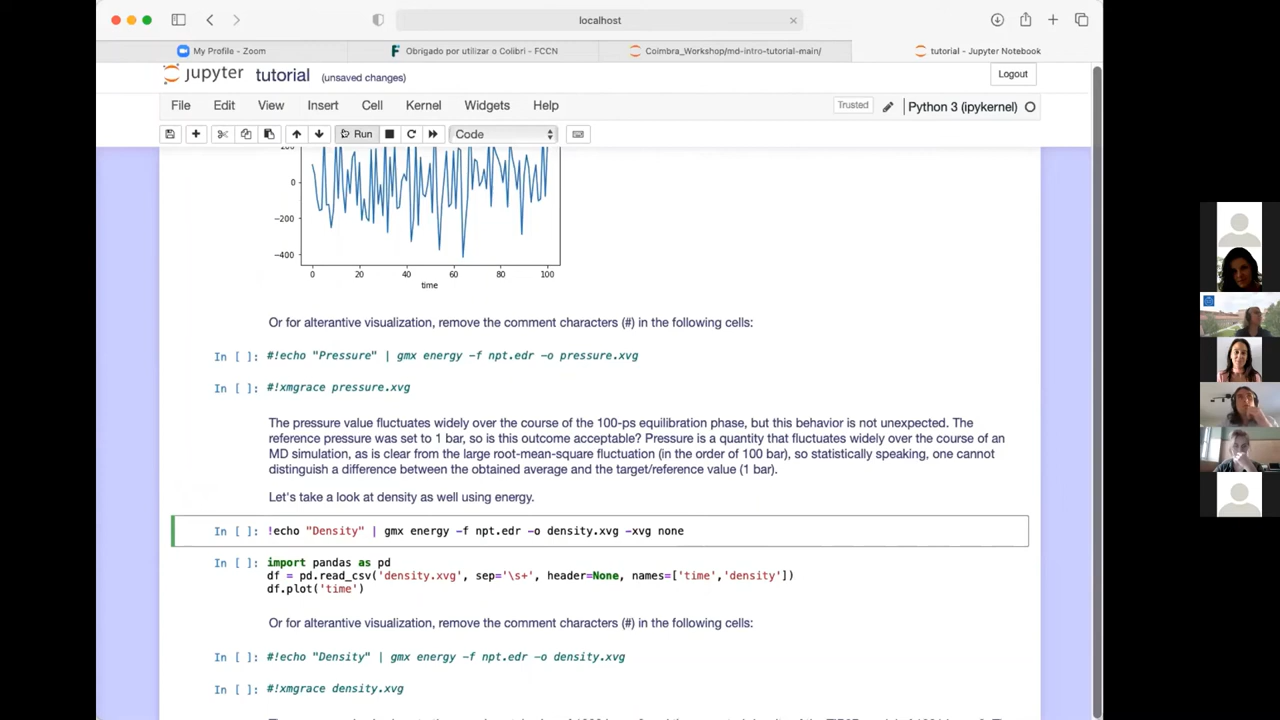 localhost
My Profile - Zoom
Obrigado por utilizar o Colibri - FCCN
Coimbra_Workshop/md-intro-tutorial-main/
tutorial - Jupyter Notebook
jupyter tutorial (unsaved changes)
Logout
File Edit View Insert Cell Kernel Widgets Help
Trusted
Python 3 (ipykernel)
Run
Code
200
0
−200
−400
0 20 40 60 80 100
time
Or for alterantive visualization, remove the comment characters (#) in the following cells:
In [ ]: #!echo "Pressure" | gmx energy -f npt.edr -o pressure.xvg
In [ ]: #!xmgrace pressure.xvg
The pressure value fluctuates widely over the course of the 100-ps equilibration phase, but this behavior is not unexpected. The
reference pressure was set to 1 bar, so is this outcome acceptable? Pressure is a quantity that fluctuates widely over the course of an
MD simulation, as is clear from the large root-mean-square fluctuation (in the order of 100 bar), so statistically speaking, one cannot
distinguish a difference between the obtained average and the target/reference value (1 bar).
Let's take a look at density as well using energy.
In [ ]: !echo "Density" | gmx energy -f npt.edr -o density.xvg -xvg none
In [ ]: import pandas as pd
df = pd.read_csv('density.xvg', sep='\s+', header=None, names=['time','density'])
df.plot('time')
Or for alterantive visualization, remove the comment characters (#) in the following cells:
In [ ]: #!echo "Density" | gmx energy -f npt.edr -o density.xvg
In [ ]: #!xmgrace density.xvg